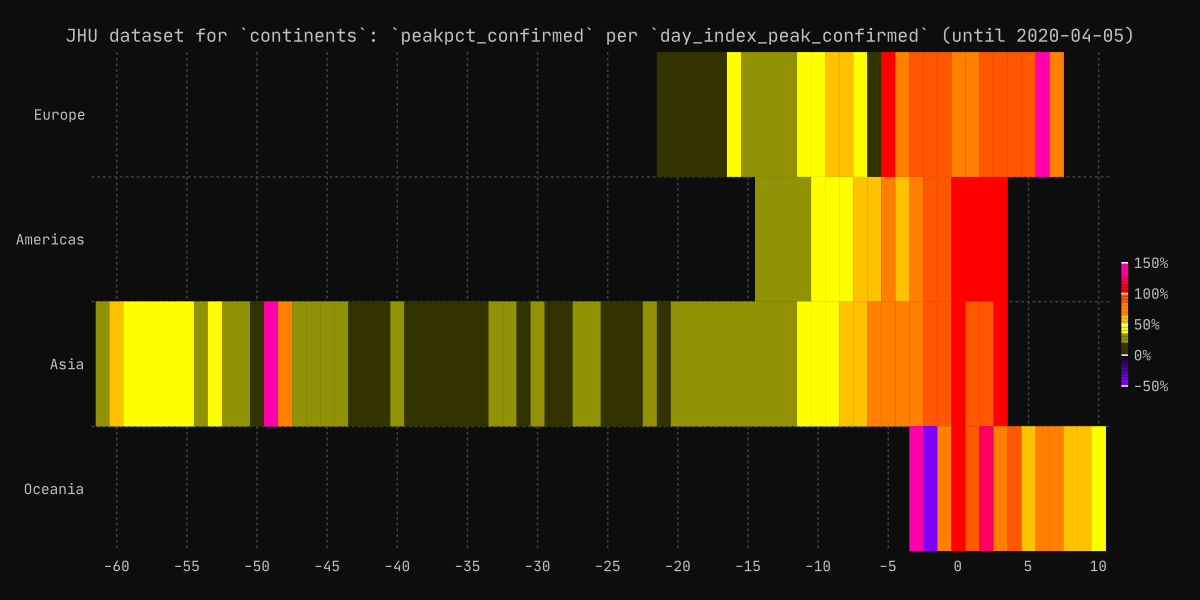 JHU dataset for `continents`: `peakpct_confirmed` per `day_index_peak_confirmed` (until 2020-04-05)
Europe
Americas
Asia
Oceania
150%
100%
50%
0%
-50%
-60 -55 -50 -45 -40 -35 -30 -25 -20 -15 -10 -5 0 5 10